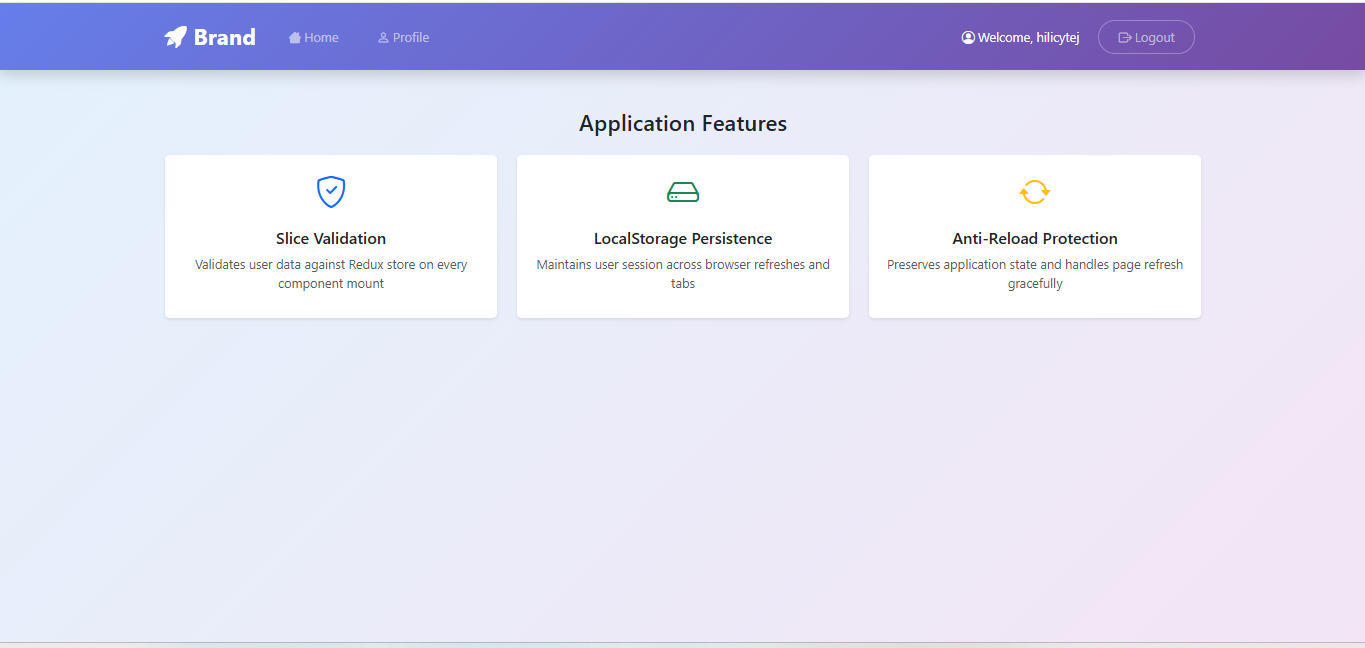 Brand
Home
Profile
Welcome, hilicytej
Logout
Application Features
Slice Validation
Validates user data against Redux store on every
component mount
LocalStorage Persistence
Maintains user session across browser refreshes and
tabs
Anti-Reload Protection
Preserves application state and handles page refresh
gracefully